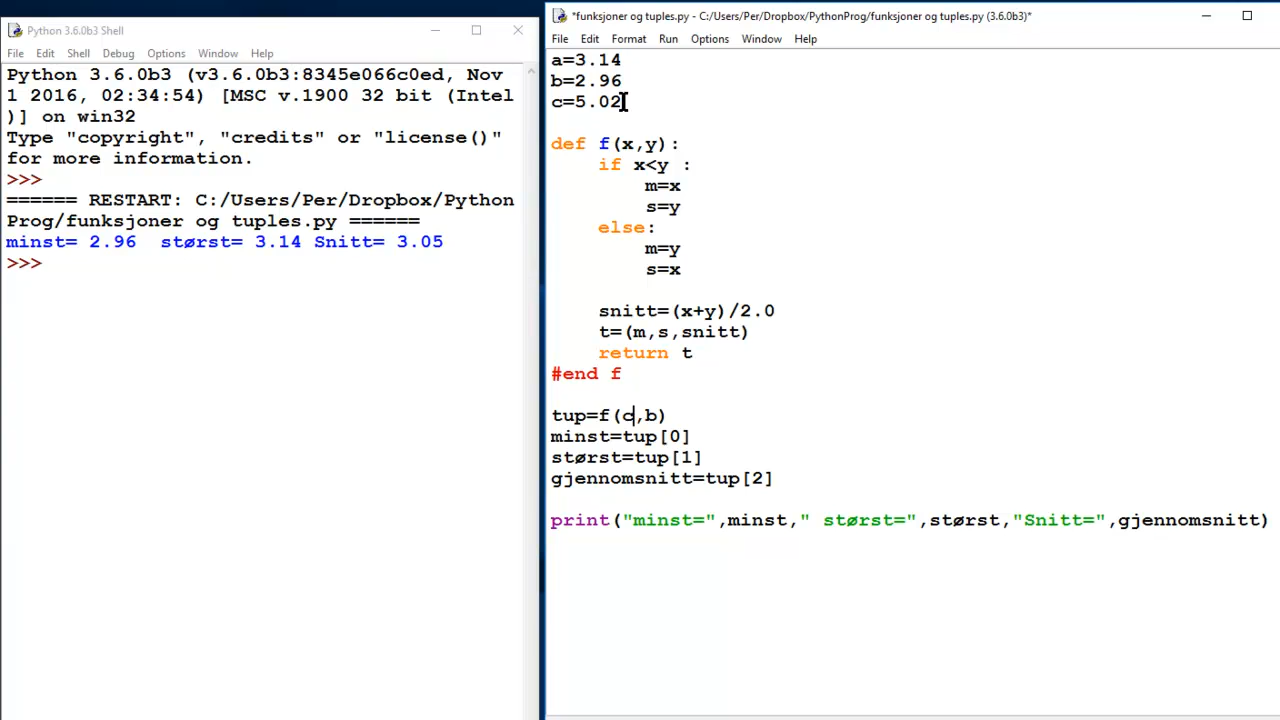 Python 3.6.0b3 Shell
File Edit Shell Debug Options Window Help
Python 3.6.0b3 (v3.6.0b3:8345e066c0ed, Nov
1 2016, 02:34:54) [MSC v.1900 32 bit (Intel
)] on win32
Type "copyright", "credits" or "license()"
for more information.
>>>
====== RESTART: C:/Users/Per/Dropbox/Python
Prog/funksjoner og tuples.py ======
minst= 2.96  størst= 3.14 Snitt= 3.05
>>>
*funksjoner og tuples.py - C:/Users/Per/Dropbox/PythonProg/funksjoner og tuples.py (3.6.0b3)*
File Edit Format Run Options Window Help
a=3.14
b=2.96
c=5.02
def f(x,y):
    if x<y :
        m=x
        s=y
    else:
        m=y
        s=x
    snitt=(x+y)/2.0
    t=(m,s,snitt)
    return t
#end f
tup=f(c,b)
minst=tup[0]
størst=tup[1]
gjennomsnitt=tup[2]
print("minst=",minst," størst=",størst,"Snitt=",gjennomsnitt)